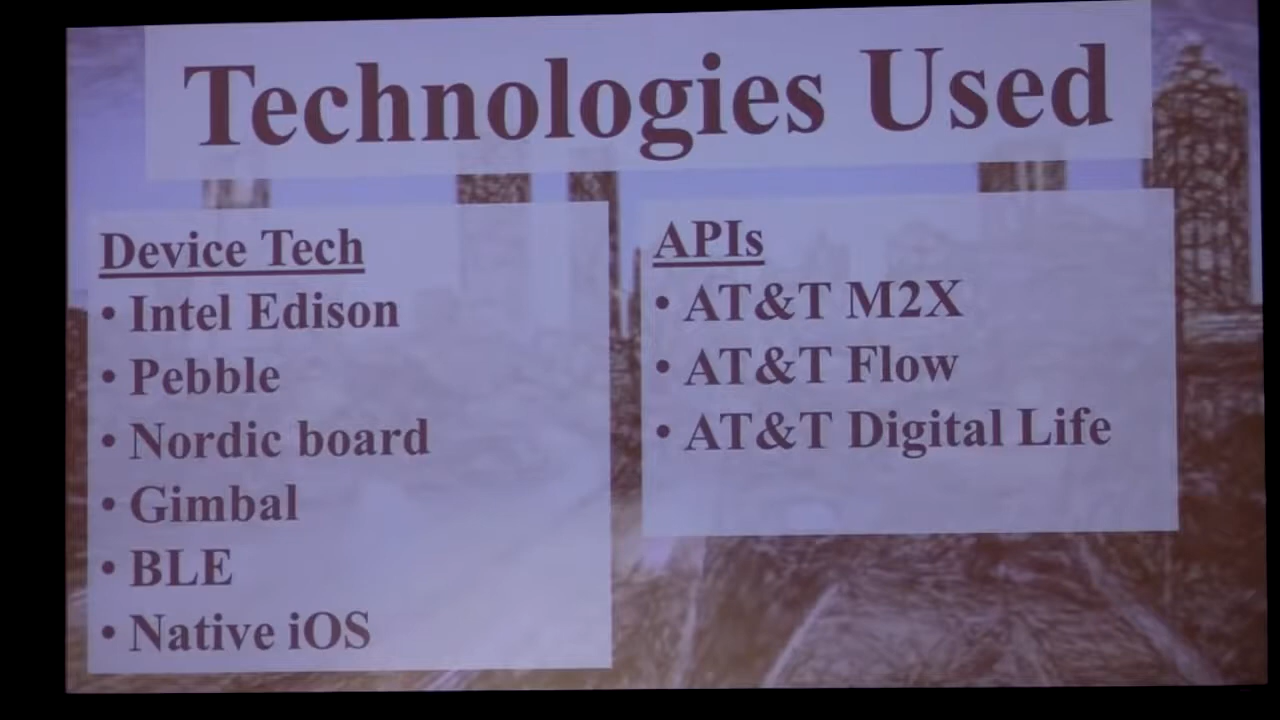 Technologies Used
Device Tech
• Intel Edison
• Pebble
• Nordic board
• Gimbal
• BLE
• Native iOS
APIs
• AT&T M2X
• AT&T Flow
• AT&T Digital Life